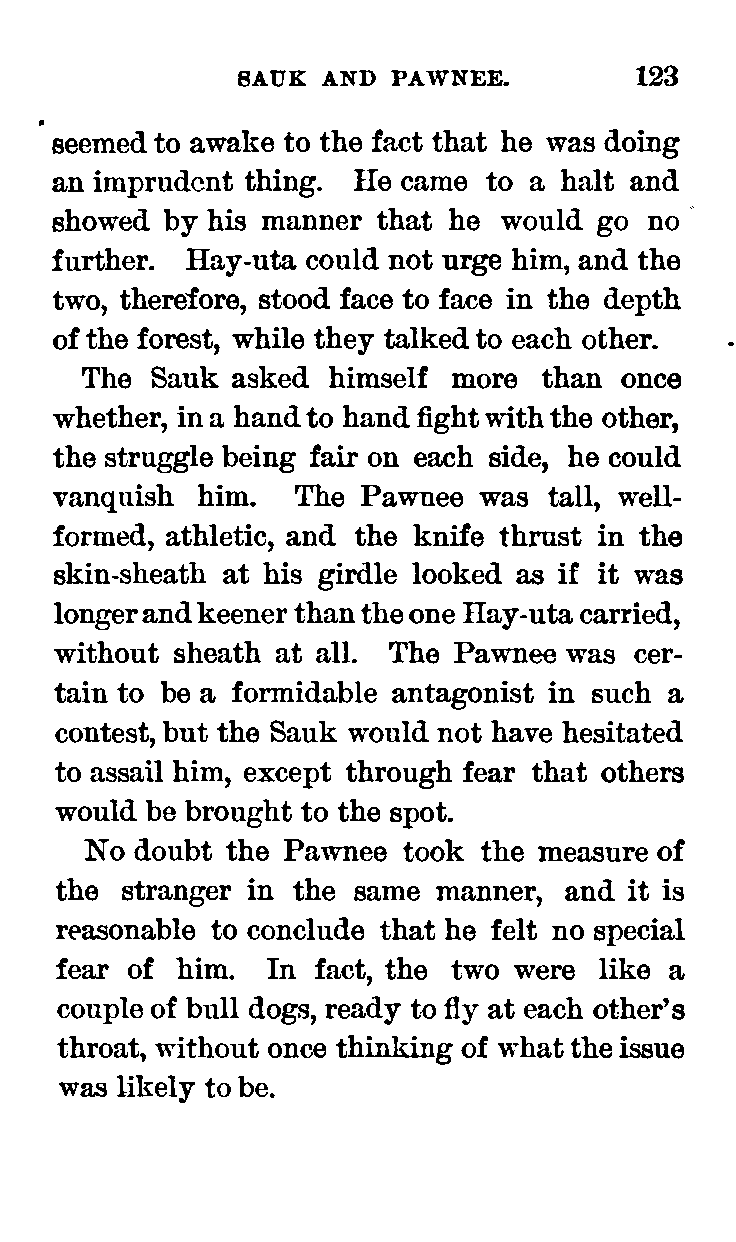 SAUK AND PAWNEE. 123
seemed to awake to the fact that he was doing
an imprudent thing. He came to a halt and
showed by his manner that he would go no
further. Hay-uta could not urge him, and the
two, therefore, stood face to face in the depth
of the forest, while they talked to each other.
The Sauk asked himself more than once
whether, in a hand to hand fight with the other,
the struggle being fair on each side, he could
vanquish him. The Pawnee was tall, well-
formed, athletic, and the knife thrust in the
skin-sheath at his girdle looked as if it was
longer and keener than the one Hay-uta carried,
without sheath at all. The Pawnee was cer-
tain to be a formidable antagonist in such a
contest, but the Sauk would not have hesitated
to assail him, except through fear that others
would be brought to the spot.
No doubt the Pawnee took the measure of
the stranger in the same manner, and it is
reasonable to conclude that he felt no special
fear of him. In fact, the two were like a
couple of bull dogs, ready to fly at each other's
throat, without once thinking of what the issue
was likely to be.